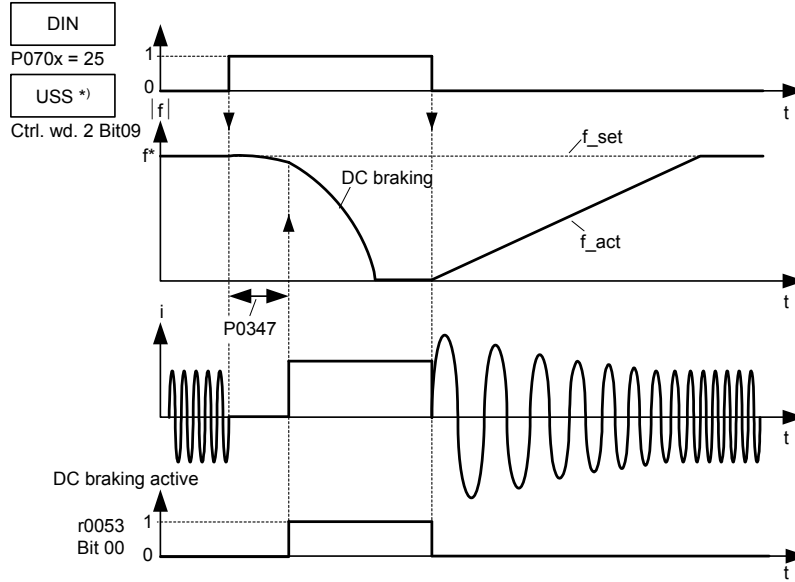 DIN
P070x = 25
1
0
t
USS *)
Ctrl. wd. 2 Bit09
|f|
f*
f_set
DC braking
f_act
t
P0347
i
t
DC braking active
r0053
Bit 00
1
0
t